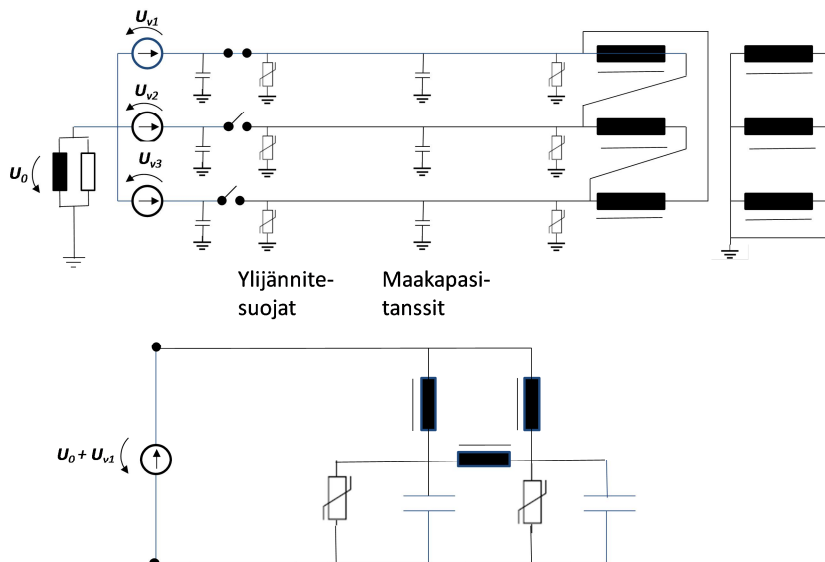 Uv1
Uv2
Uv3
U0
Ylijännite-
suojat
Maakapasi-
tanssit
U0 + Uv1